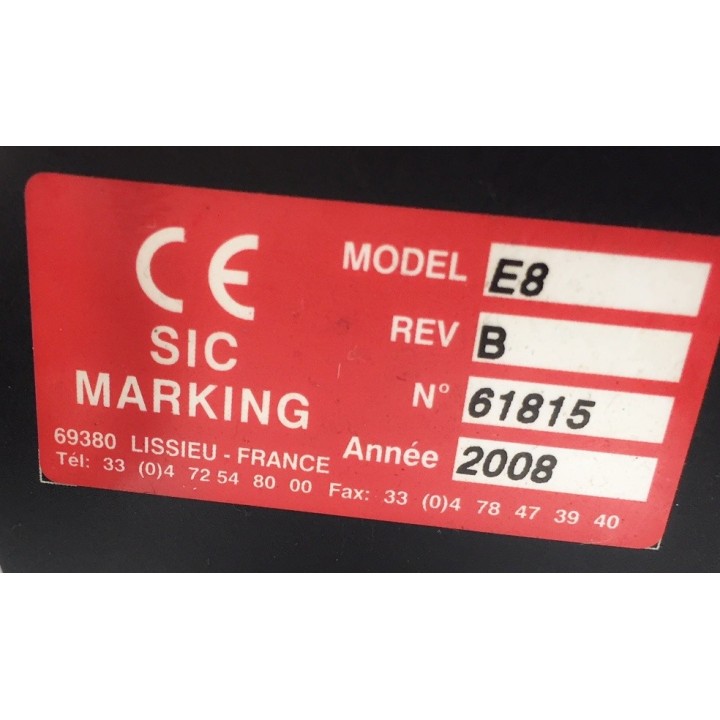 CE
SIC
MARKING
69380 LISSIEU - FRANCE
Tél: 33 (0)4 72 54 80 00 Fax: 33 (0)4 78 47 39 40
MODEL E8
REV B
N° 61815
Année 2008